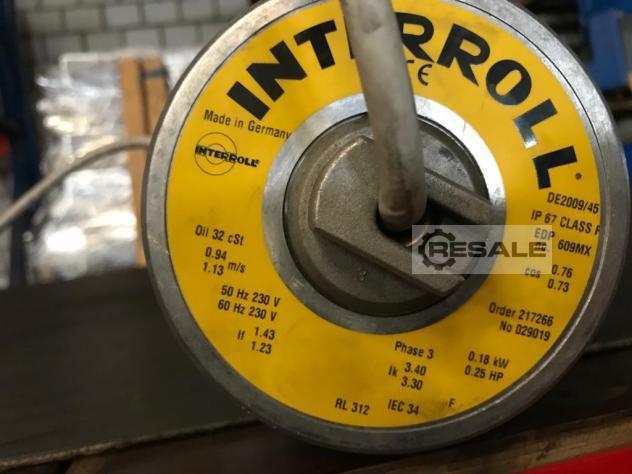 INTERROLL®
CE
Made in Germany
INTERROLL®
Oil 32 cSt
0.94
1.13 m/s
50 Hz 230 V
60 Hz 230 V
If 1.43
1.23
RL 312 IEC 34 F
Phase 3
Ik 3.40
3.30
0.18 kW
0.25 HP
Order 217266
No 029019
cos 0.76
0.73
EDP 609MX
IP 67 CLASS F
DE2009/45
RESALE